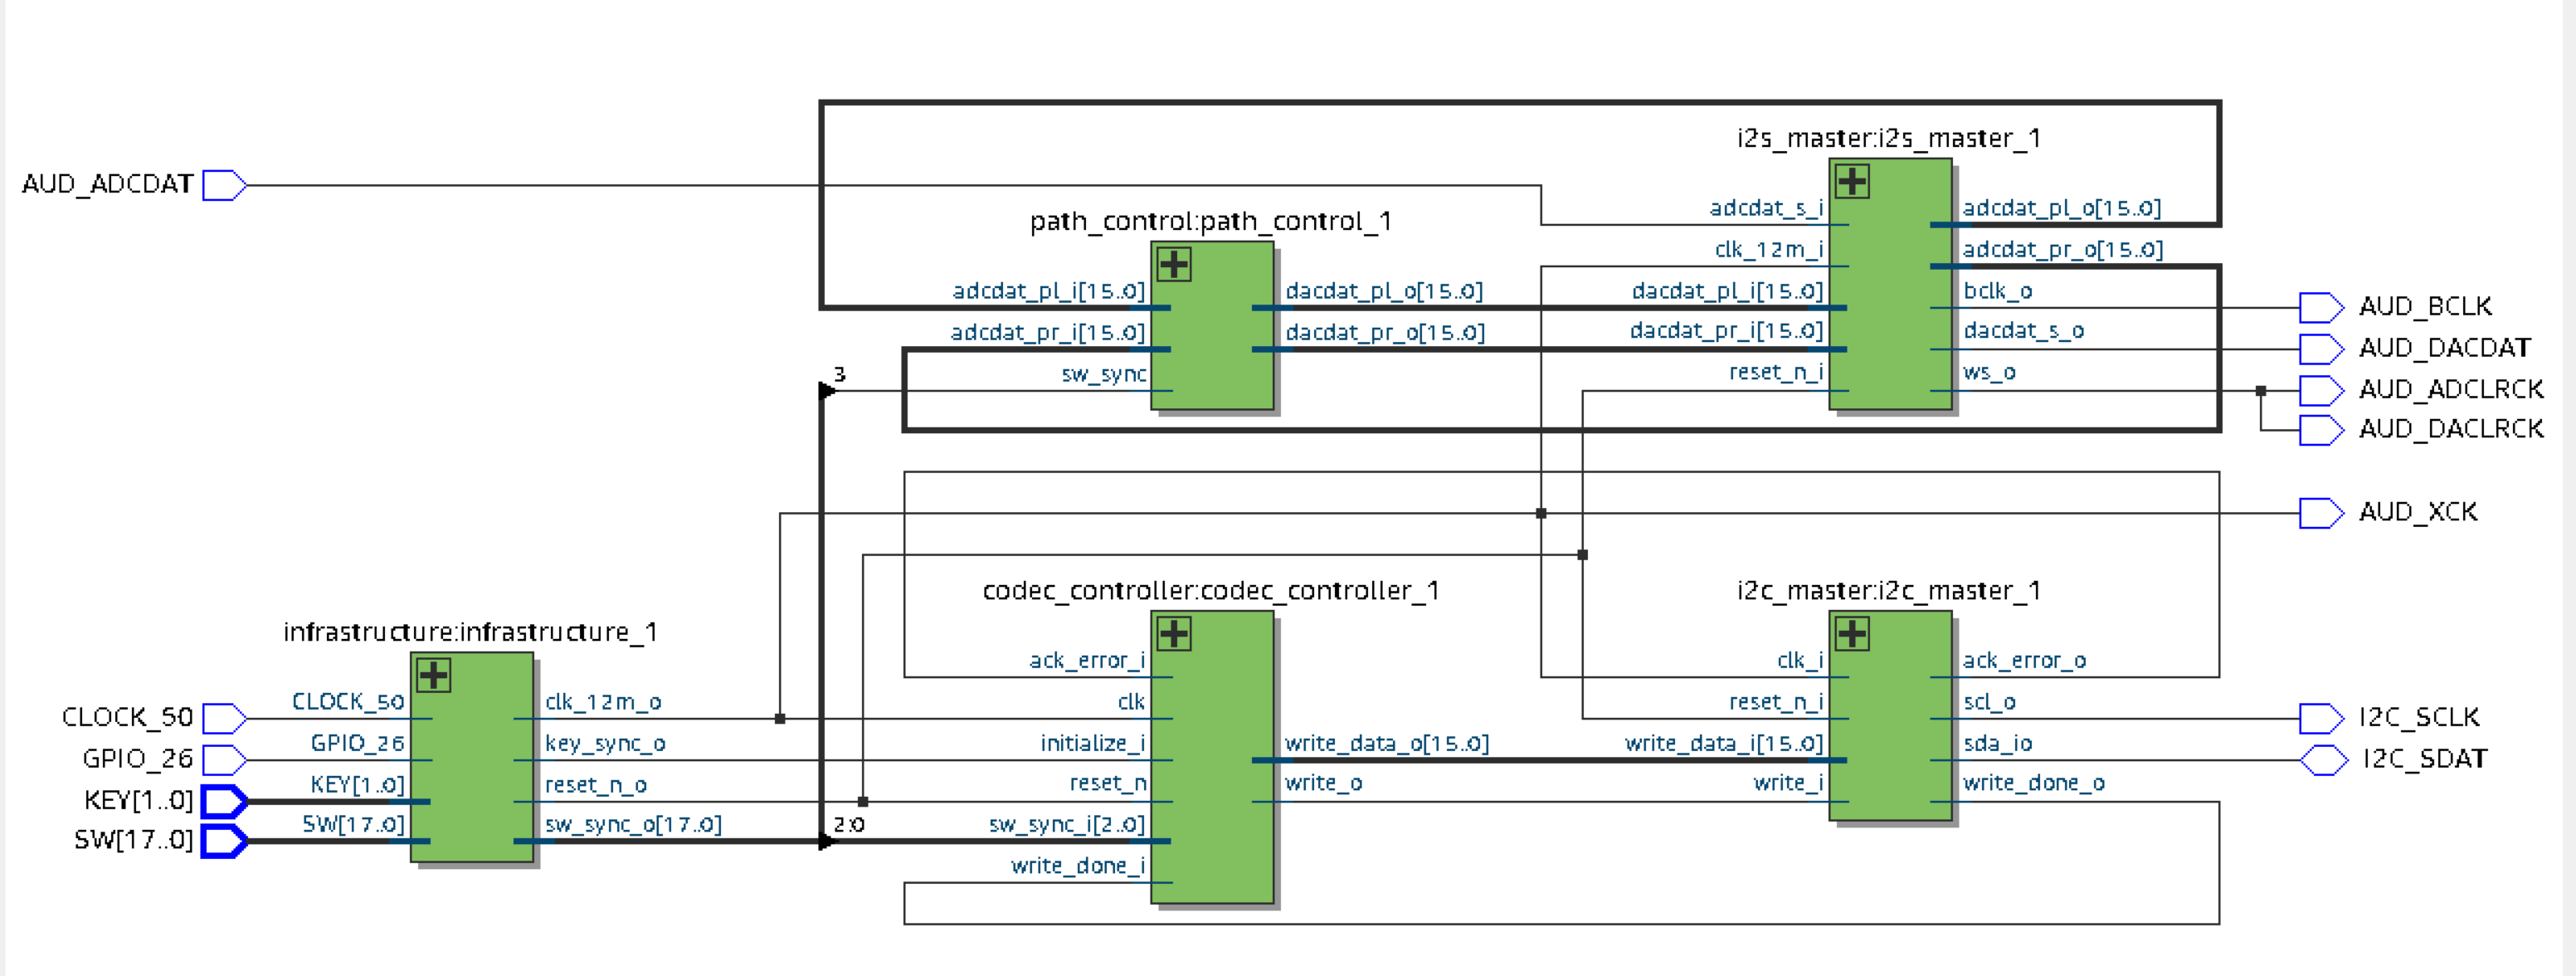 i2s_master:i2s_master_1
AUD_ADCDAT
adcdat_s_i
adcdat_pl_o[15..0]
path_control:path_control_1
clk_12m_i
adcdat_pr_o[15..0]
adcdat_pl_i[15..0]
dacdat_pl_o[15..0]
dacdat_pl_i[15..0]
bclk_o
AUD_BCLK
adcdat_pr_i[15..0]
dacdat_pr_o[15..0]
dacdat_pr_i[15..0]
dacdat_s_o
AUD_DACDAT
3
sw_sync
reset_n_i
ws_o
AUD_ADCLRCK
AUD_DACLRCK
AUD_XCK
codec_controller:codec_controller_1
i2c_master:i2c_master_1
infrastructure:infrastructure_1
ack_error_i
clk_i
ack_error_o
CLOCK_50
CLOCK_50
clk_12m_o
clk
reset_n_i
scl_o
I2C_SCLK
GPIO_26
GPIO_26
key_sync_o
initialize_i
write_data_o[15..0]
write_data_i[15..0]
sda_io
I2C_SDAT
KEY[1..0]
KEY[1..0]
reset_n_o
reset_n
write_o
write_i
write_done_o
SW[17..0]
SW[17..0]
sw_sync_o[17..0]
2:0
sw_sync_i[2..0]
write_done_i